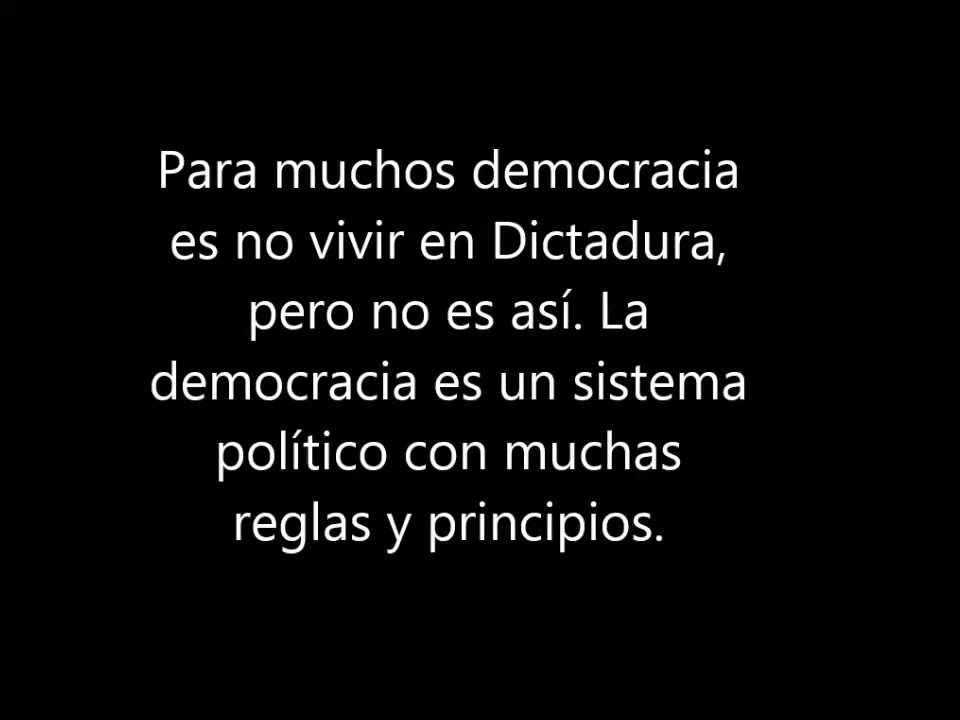 Para muchos democracia
es no vivir en Dictadura,
pero no es así. La
democracia es un sistema
político con muchas
reglas y principios.